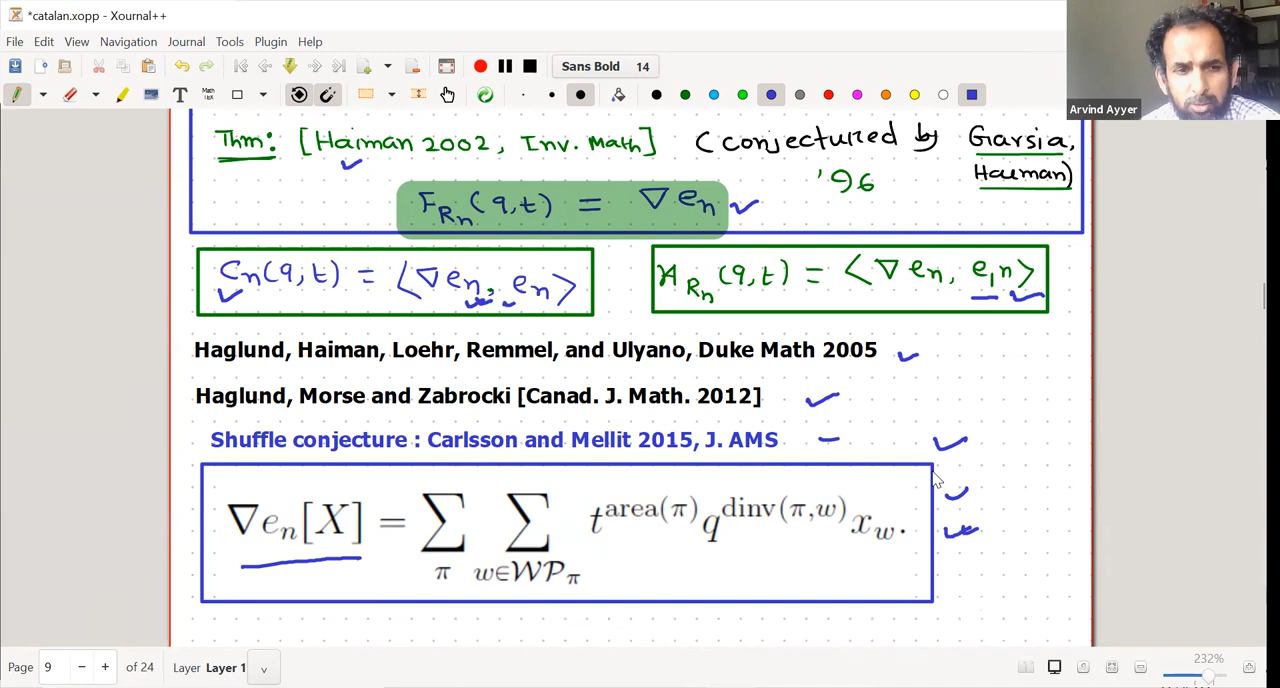 *catalan.xopp - Xournal++
File Edit View Navigation Journal Tools Plugin Help
Sans Bold 14
Arvind Ayyer
Thm: [Haiman 2002, Inv. Math] (conjectured by Garsia,
'96 Haiman)
F_{R_n}(q,t) = ∇e_n
C_n(q,t) = ⟨∇e_n, e_n⟩
H_{R_n}(q,t) = ⟨∇e_n, e_{1^n}⟩
Haglund, Haiman, Loehr, Remmel, and Ulyano, Duke Math 2005
Haglund, Morse and Zabrocki [Canad. J. Math. 2012]
Shuffle conjecture : Carlsson and Mellit 2015, J. AMS
∇e_n[X] = ∑_π ∑_{w∈WP_π} t^{area(π)} q^{dinv(π,w)} x_w.
Page 9 − + of 24 Layer Layer 1
232%